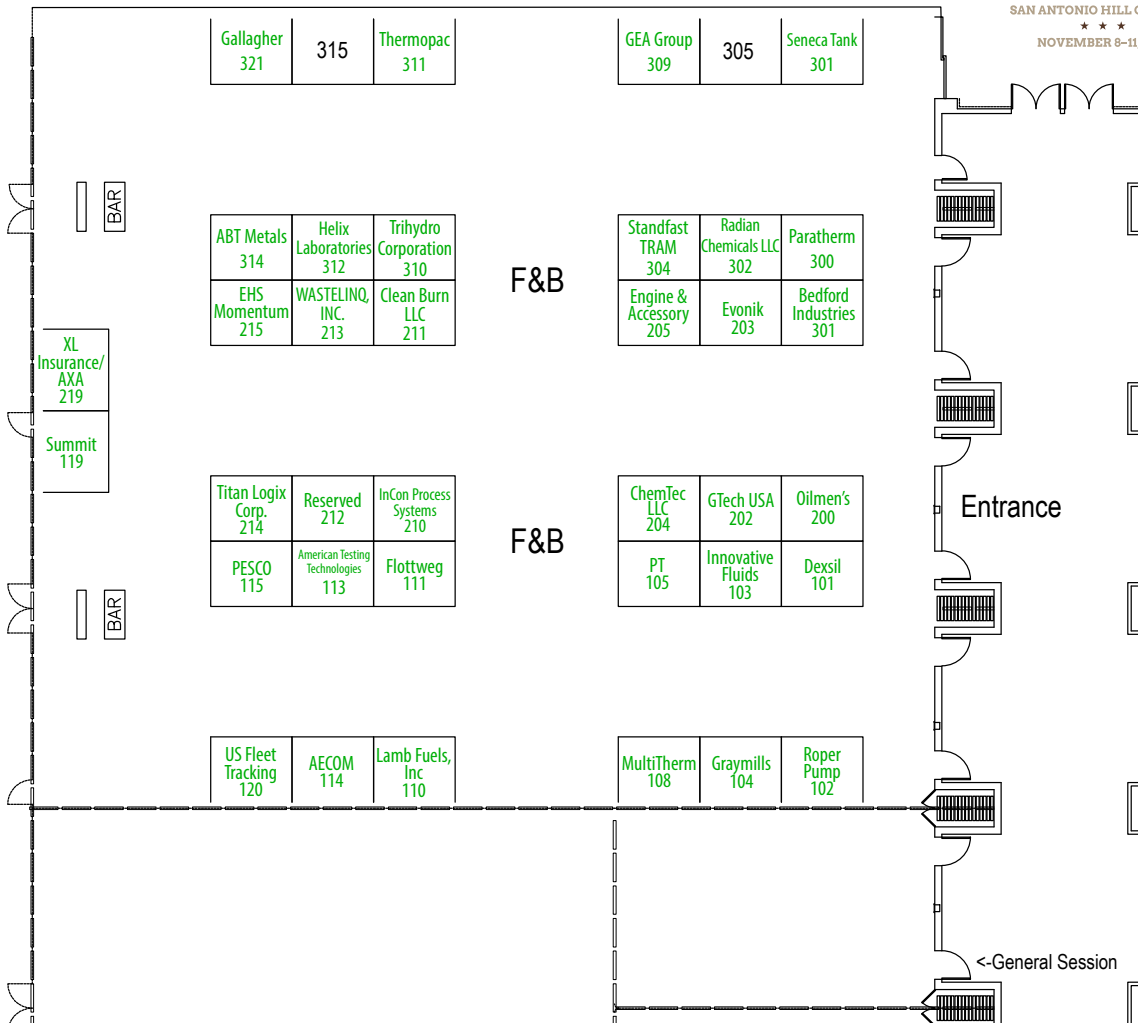 SAN ANTONIO HILL
NOVEMBER 8–11
Gallagher
321
315
Thermopac
311
GEA Group
309
305
Seneca Tank
301
BAR
ABT Metals
314
Helix
Laboratories
312
Trihydro
Corporation
310
EHS
Momentum
215
WASTELINQ,
INC.
213
Clean Burn
LLC
211
F&B
Standfast
TRAM
304
Radian
Chemicals LLC
302
Paratherm
300
Engine &
Accessory
205
Evonik
203
Bedford
Industries
301
XL
Insurance/
AXA
219
Summit
119
Titan Logix
Corp.
214
Reserved
212
InCon Process
Systems
210
PESCO
115
American Testing
Technologies
113
Flottweg
111
F&B
ChemTec
LLC
204
GTech USA
202
Oilmen's
200
PT
105
Innovative
Fluids
103
Dexsil
101
Entrance
BAR
US Fleet
Tracking
120
AECOM
114
Lamb Fuels,
Inc
110
MultiTherm
108
Graymills
104
Roper
Pump
102
<-General Session